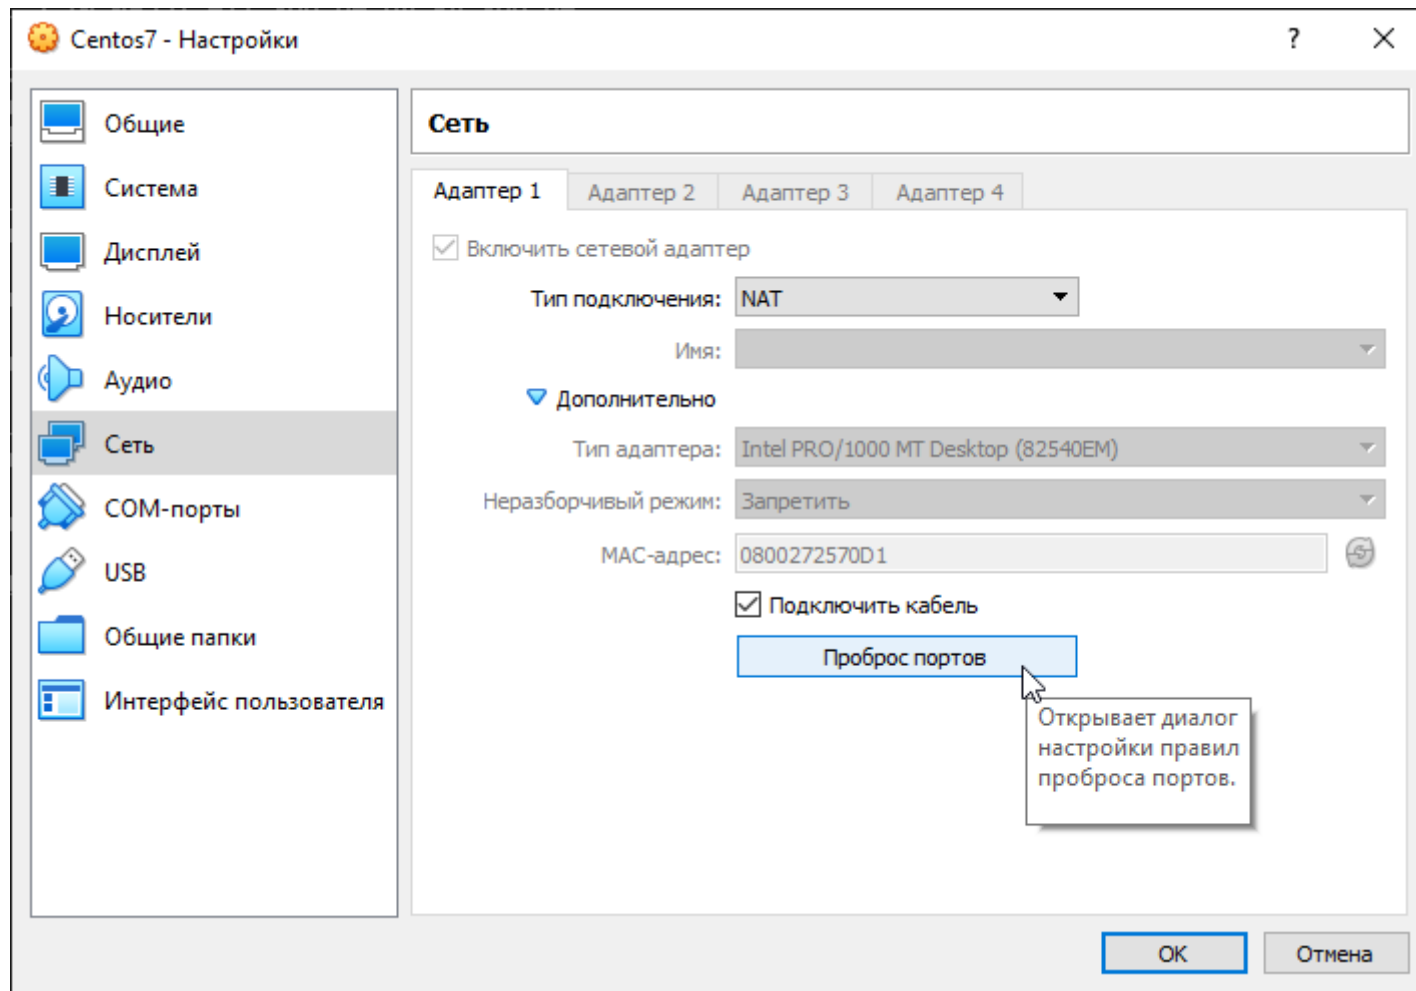 Centos7 - Настройки
?
Общие
Система
Дисплей
Носители
Аудио
Сеть
COM-порты
USB
Общие папки
Интерфейс пользователя
Сеть
Адаптер 1 Адаптер 2 Адаптер 3 Адаптер 4
Включить сетевой адаптер
Тип подключения: NAT
Имя:
Дополнительно
Тип адаптера: Intel PRO/1000 MT Desktop (82540EM)
Неразборчивый режим: Запретить
MAC-адрес: 0800272570D1
Подключить кабель
Проброс портов
Открывает диалог
настройки правил
проброса портов.
OK Отмена